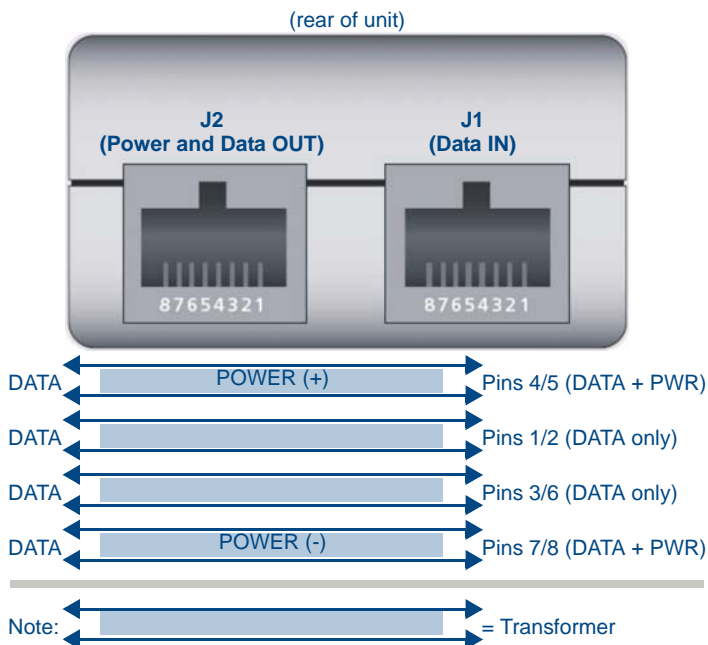 (rear of unit)
J2
(Power and Data OUT)
J1
(Data IN)
87654321
87654321
DATA POWER (+) Pins 4/5 (DATA + PWR)
DATA Pins 1/2 (DATA only)
DATA Pins 3/6 (DATA only)
DATA POWER (-) Pins 7/8 (DATA + PWR)
Note: = Transformer